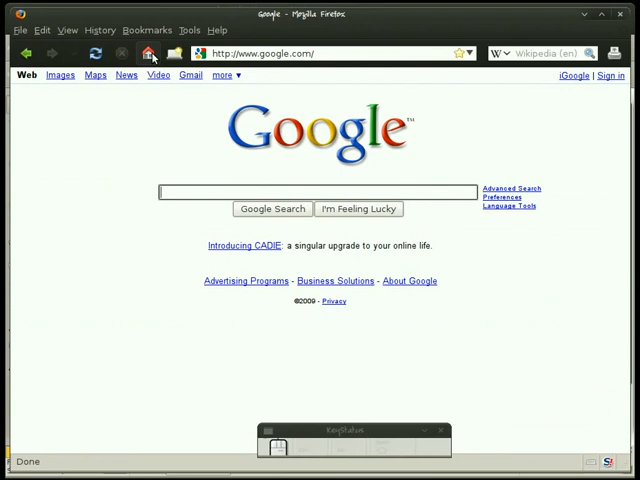 Google - Mozilla Firefox
File Edit View History Bookmarks Tools Help
http://www.google.com/
W Wikipedia (en)
Web Images Maps News Video Gmail more ▼
iGoogle | Sign in
Google™
Advanced Search
Preferences
Language Tools
Google Search I'm Feeling Lucky
Introducing CADIE: a singular upgrade to your online life.
Advertising Programs - Business Solutions - About Google
©2009 - Privacy
KeyStatus
Done